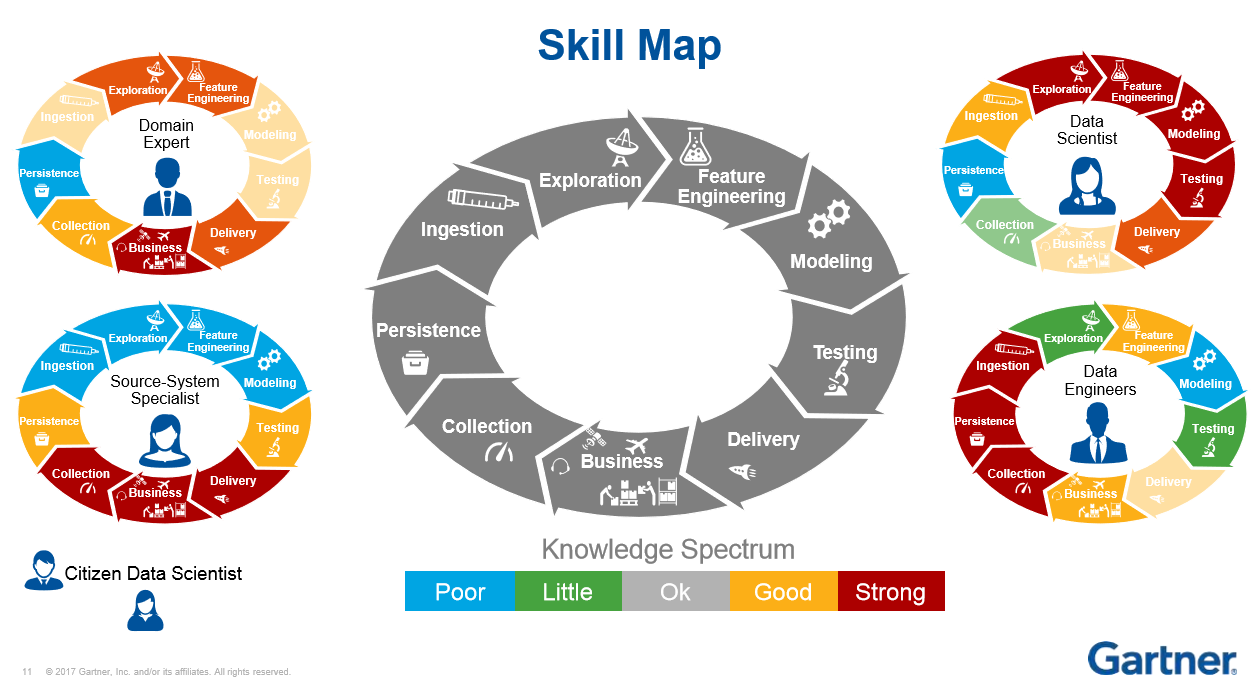 Skill Map
Exploration
Feature
Engineering
Ingestion
Modeling
Domain
Expert
Persistence
Testing
Collection
Delivery
Business
Exploration
Feature
Engineering
Ingestion
Modeling
Source-System
Specialist
Persistence
Testing
Collection
Delivery
Business
Citizen Data Scientist
Exploration
Feature
Engineering
Ingestion
Modeling
Persistence
Testing
Collection
Delivery
Business
Knowledge Spectrum
Poor Little Ok Good Strong
Exploration
Feature
Engineering
Ingestion
Modeling
Data
Scientist
Persistence
Testing
Collection
Delivery
Business
Exploration
Feature
Engineering
Ingestion
Modeling
Data
Engineers
Persistence
Testing
Collection
Delivery
Business
11 © 2017 Gartner, Inc. and/or its affiliates. All rights reserved.
Gartner®